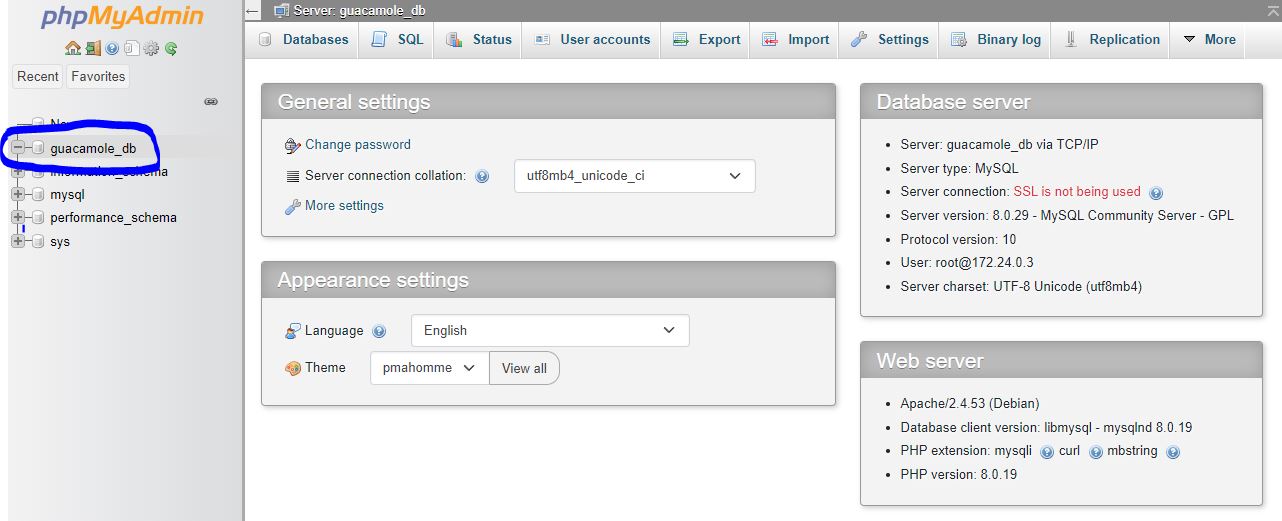 phpMyAdmin
Recent Favorites
New
guacamole_db
information_schema
mysql
performance_schema
sys
Server: guacamole_db
Databases SQL Status User accounts Export Import Settings Binary log Replication More
General settings
Change password
Server connection collation: utf8mb4_unicode_ci
More settings
Appearance settings
Language English
Theme pmahomme View all
Database server
Server: guacamole_db via TCP/IP
Server type: MySQL
Server connection: SSL is not being used
Server version: 8.0.29 - MySQL Community Server - GPL
Protocol version: 10
User: root@172.24.0.3
Server charset: UTF-8 Unicode (utf8mb4)
Web server
Apache/2.4.53 (Debian)
Database client version: libmysql - mysqlnd 8.0.19
PHP extension: mysqli curl mbstring
PHP version: 8.0.19